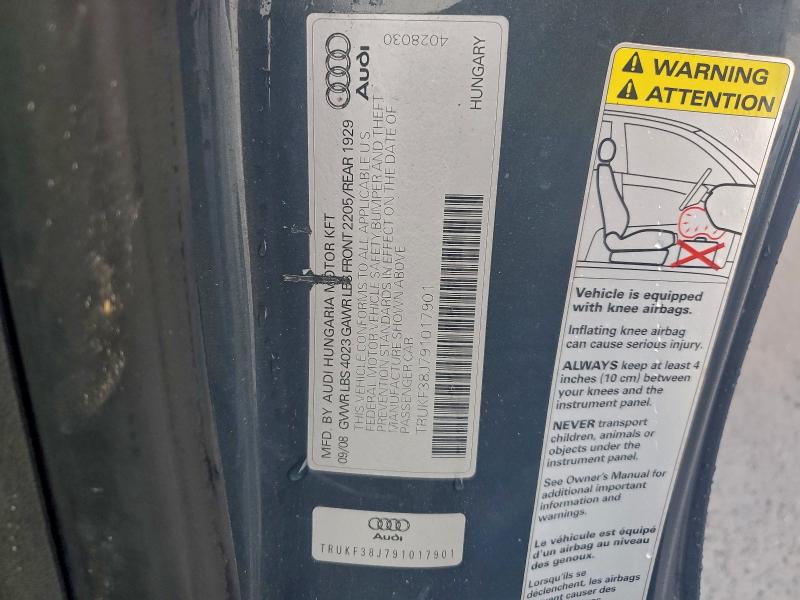 Audi
4028030
HUNGARY
MFD. BY AUDI HUNGARIA MOTOR KFT
09/08 GVWR LBS 4023 GAWR LBS FRONT 2205/REAR 1929
THIS VEHICLE CONFORMS TO ALL APPLICABLE U.S.
FEDERAL MOTOR VEHICLE SAFETY, BUMPER AND THEFT
PREVENTION STANDARDS IN EFFECT ON THE DATE OF
MANUFACTURE SHOWN ABOVE
PASSENGER CAR
TRUKF38J791017901
Audi
TRUKF38J791017901
WARNING
ATTENTION
Vehicle is equipped
with knee airbags.
Inflating knee airbag
can cause serious injury.
ALWAYS keep at least 4
inches (10 cm) between
your knees and the
instrument panel.
NEVER transport
children, animals or
objects under the
instrument panel.
See Owner's Manual for
additional important
information and
warnings.
Le véhicule est équipé
d'un airbag au niveau
des genoux.
Lorsqu'ils se
déclenchent, les airbags
peuvent causer des